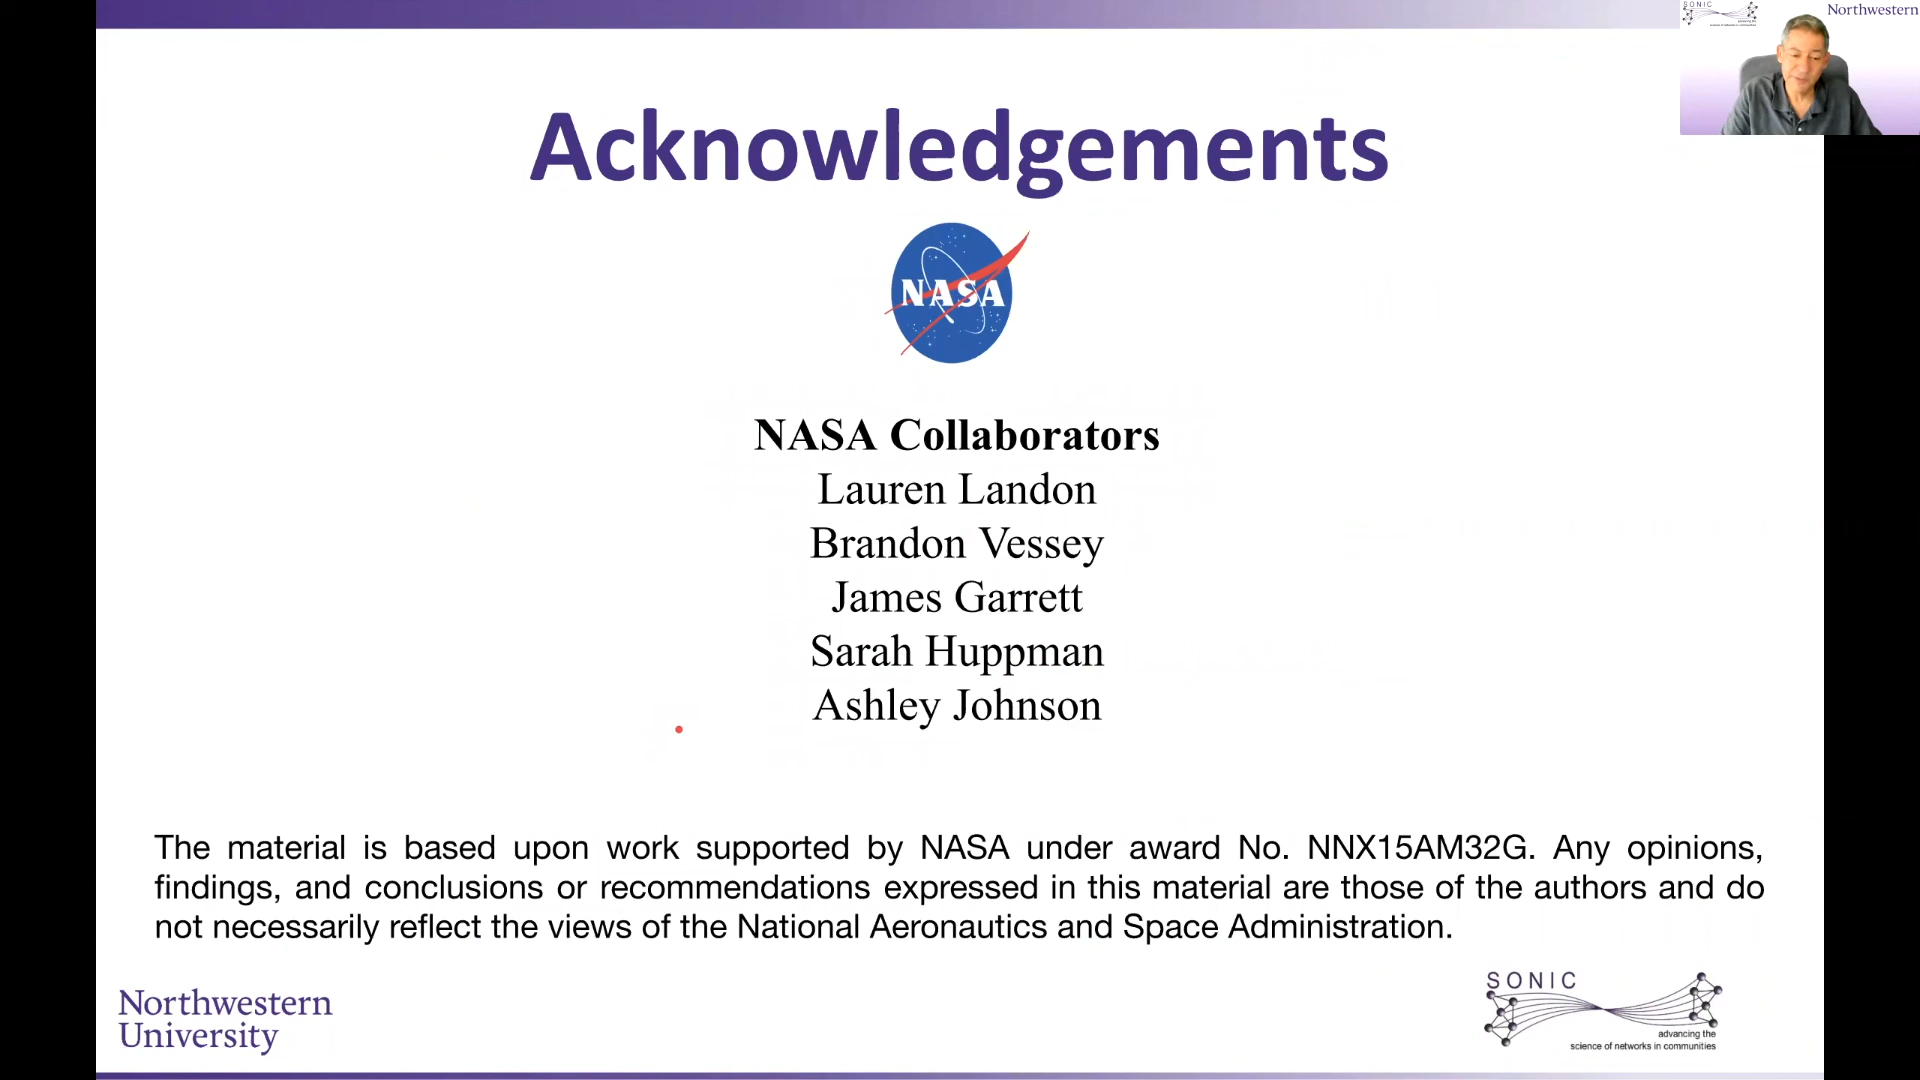 SONIC
Northwestern
Acknowledgements
NASA
NASA Collaborators
Lauren Landon
Brandon Vessey
James Garrett
Sarah Huppman
Ashley Johnson
The material is based upon work supported by NASA under award No. NNX15AM32G. Any opinions,
findings, and conclusions or recommendations expressed in this material are those of the authors and do
not necessarily reflect the views of the National Aeronautics and Space Administration.
Northwestern
University
SONIC
advancing the
science of networks in communities